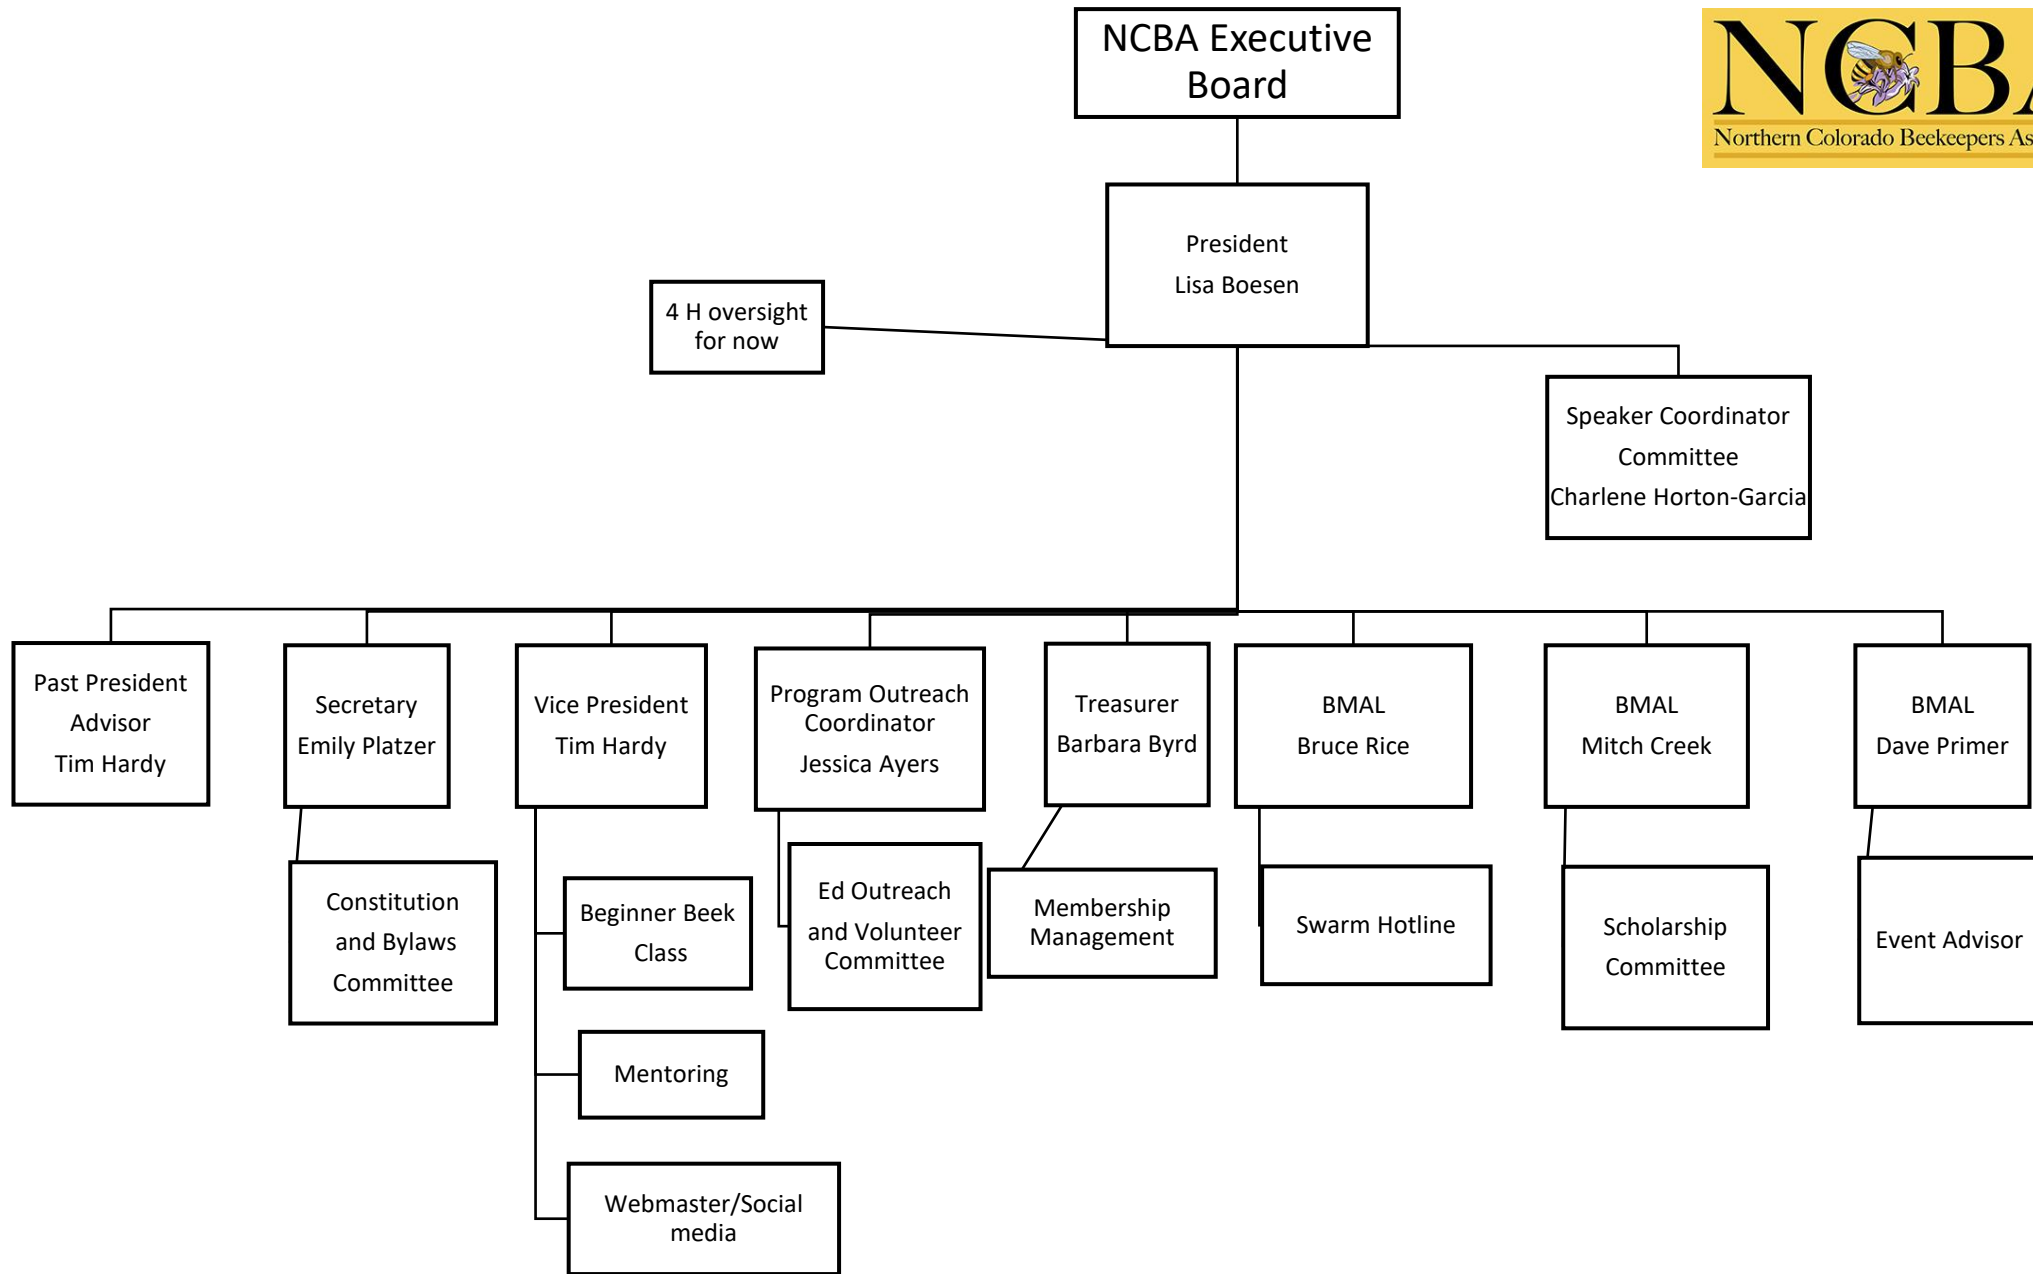 NCBA Executive
Board
NCBA
Northern Colorado Beekeepers As
President
Lisa Boesen
4 H oversight
for now
Speaker Coordinator
Committee
Charlene Horton-Garcia
Past President
Advisor
Tim Hardy
Secretary
Emily Platzer
Vice President
Tim Hardy
Program Outreach
Coordinator
Jessica Ayers
Treasurer
Barbara Byrd
BMAL
Bruce Rice
BMAL
Mitch Creek
BMAL
Dave Primer
Constitution
and Bylaws
Committee
Beginner Beek
Class
Ed Outreach
and Volunteer
Committee
Membership
Management
Swarm Hotline
Scholarship
Committee
Event Advisor
Mentoring
Webmaster/Social
media